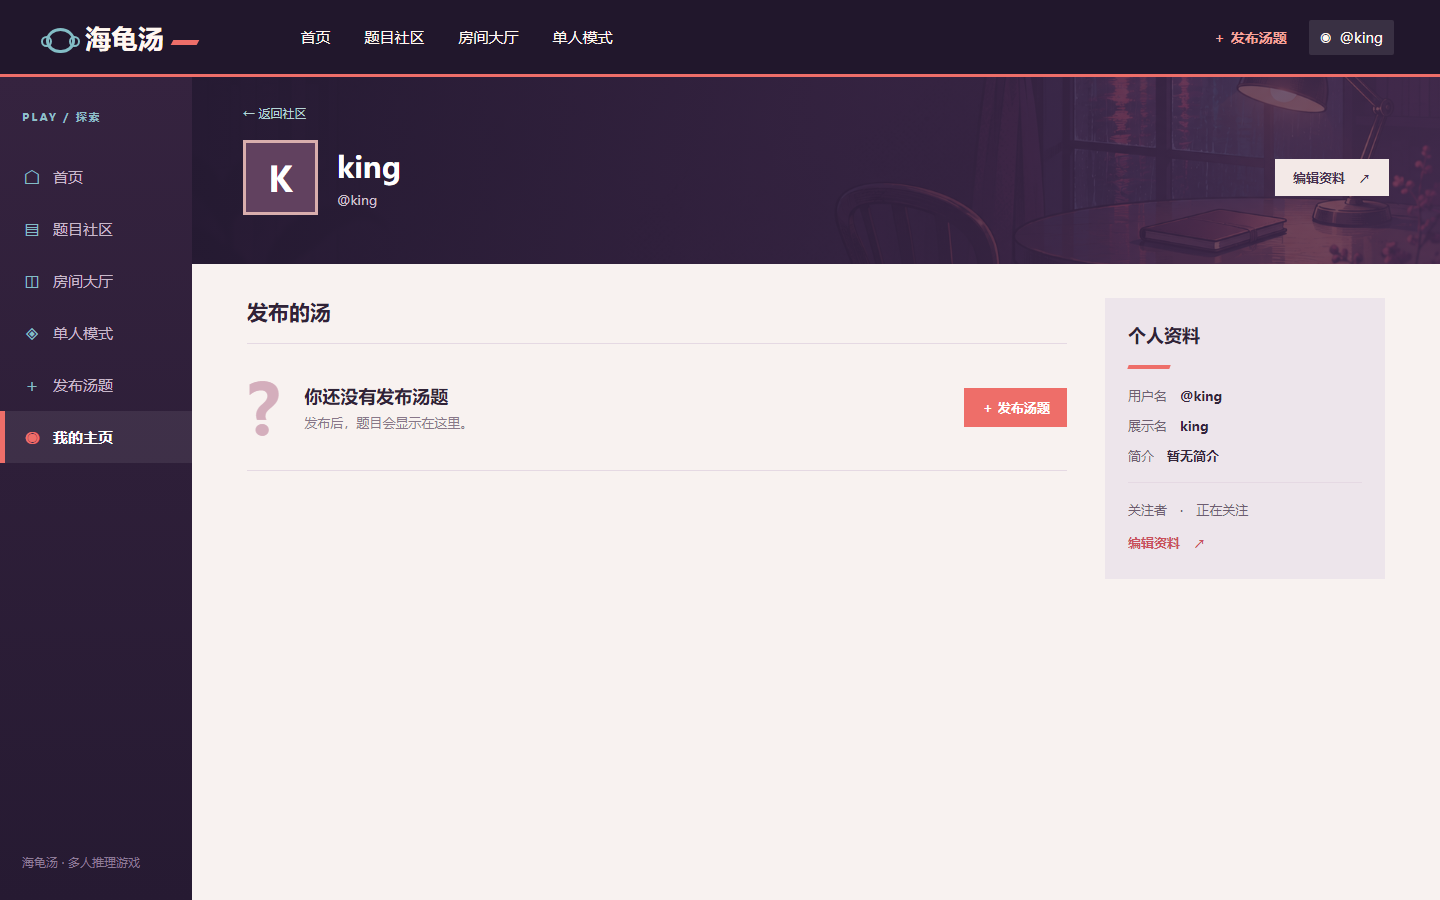 海龟汤
首页 题目社区 房间大厅 单人模式
+ 发布汤题
@king
PLAY / 探索
首页
题目社区
房间大厅
单人模式
+ 发布汤题
我的主页
海龟汤 · 多人推理游戏
← 返回社区
K
king
@king
编辑资料 ↗
发布的汤
?
你还没有发布汤题
发布后，题目会显示在这里。
+ 发布汤题
个人资料
用户名 @king
展示名 king
简介 暂无简介
关注者 · 正在关注
编辑资料 ↗